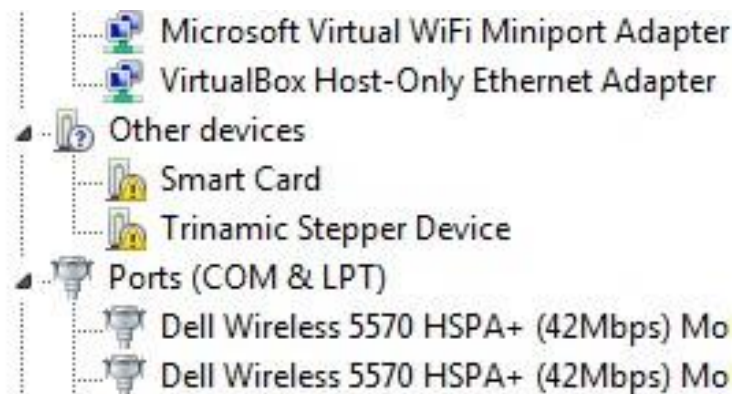 Microsoft Virtual WiFi Miniport Adapter
VirtualBox Host-Only Ethernet Adapter
Other devices
Smart Card
Trinamic Stepper Device
Ports (COM & LPT)
Dell Wireless 5570 HSPA+ (42Mbps) Mo
Dell Wireless 5570 HSPA+ (42Mbps) Mo